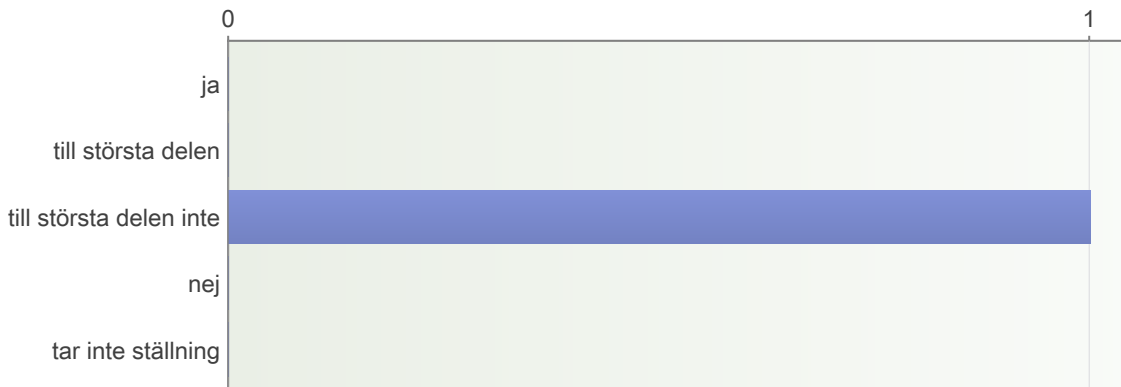 0 1
ja
till största delen
till största delen inte
nej
tar inte ställning